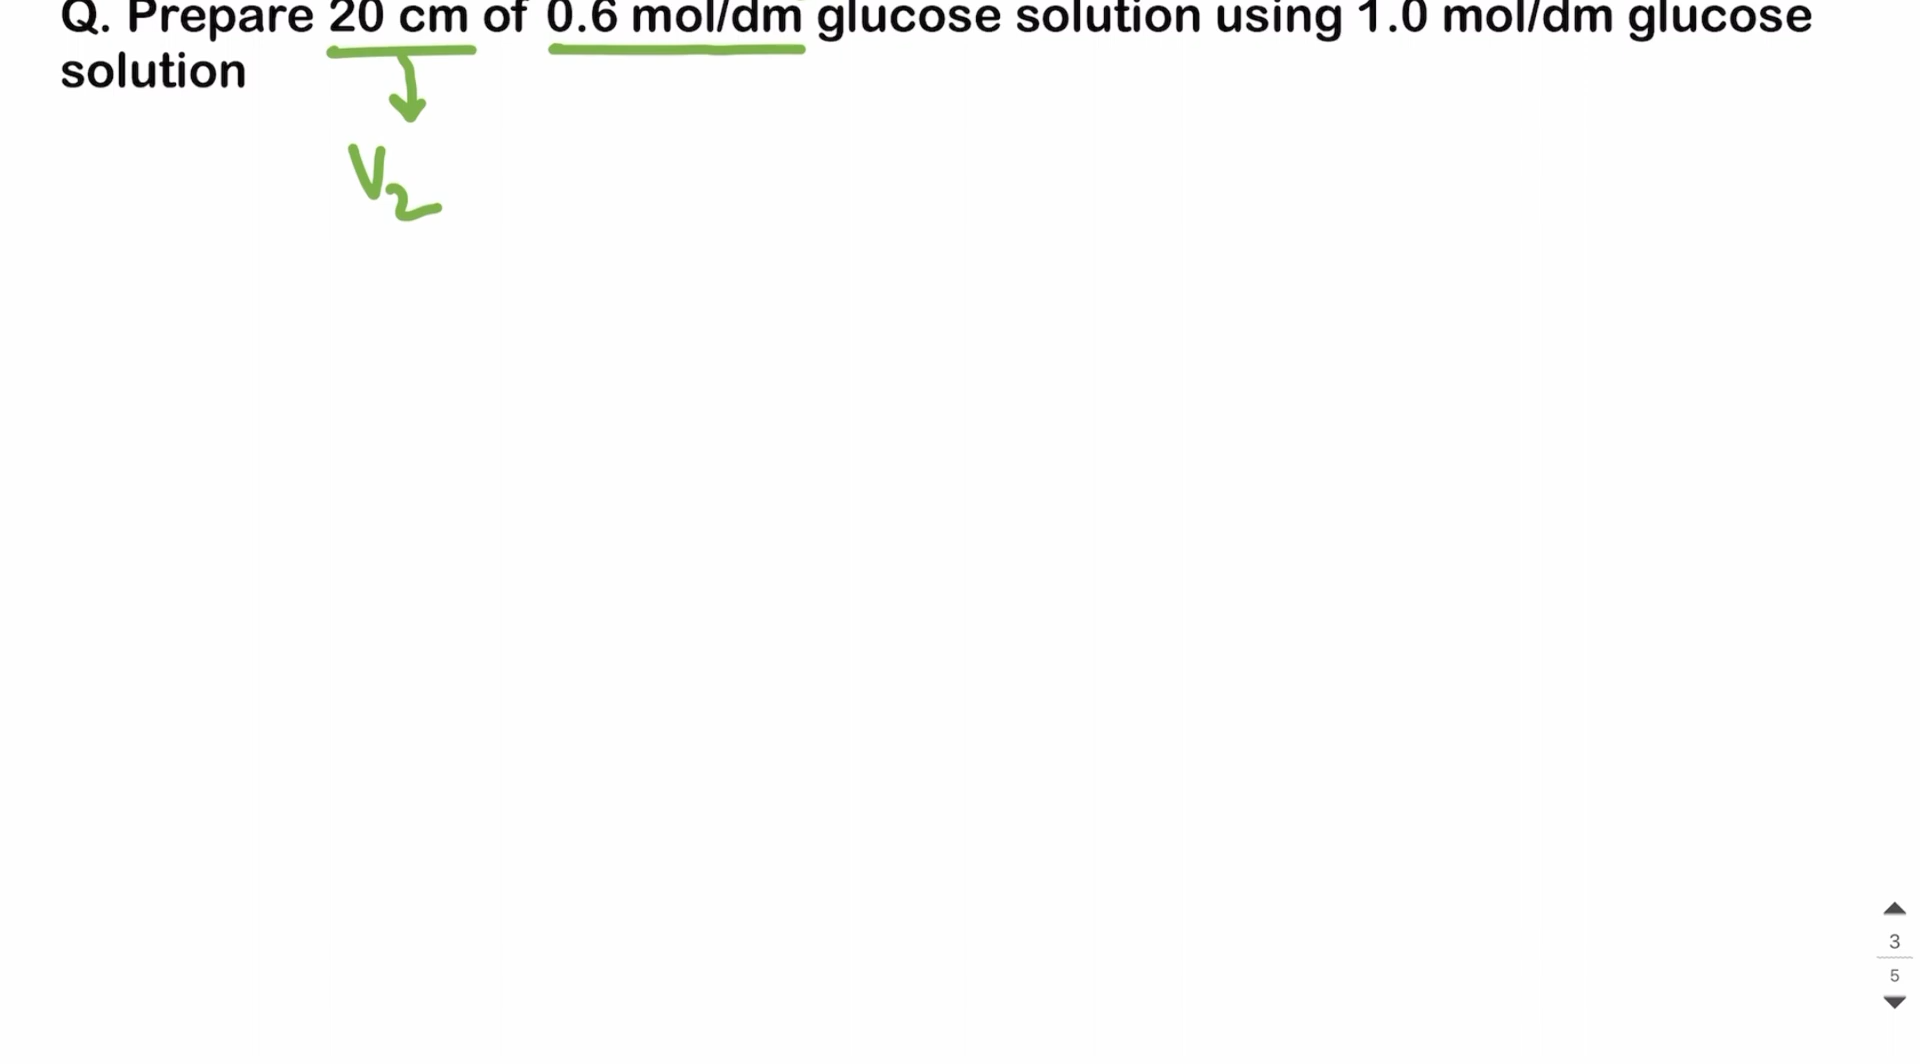 Q. Prepare 20 cm of 0.6 mol/dm glucose solution using 1.0 mol/dm glucose
solution
V2
3
5